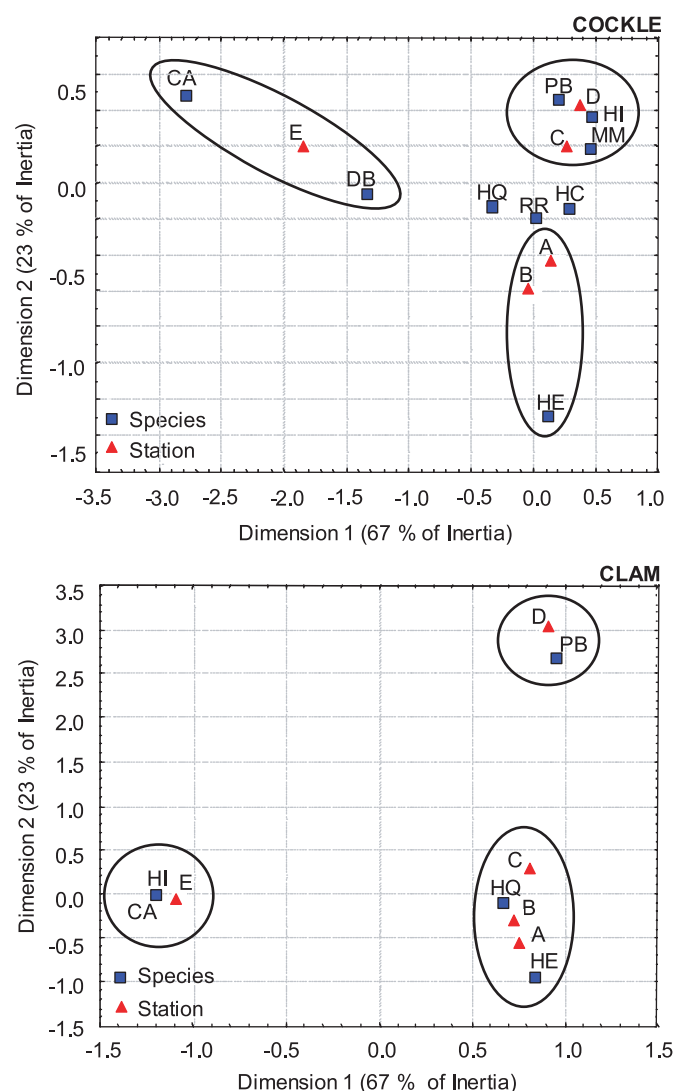 COCKLE
Dimension 2 (23 % of Inertia)
0.5
0.0
-0.5
-1.0
-1.5
CA
E
DB
PB
D
HI
C
MM
HQ
RR
HC
A
B
HE
Species
Station
-3.5 -3.0 -2.5 -2.0 -1.5 -1.0 -0.5 0.0 0.5 1.0
Dimension 1 (67 % of Inertia)
CLAM
Dimension 2 (23 % of Inertia)
3.5
3.0
2.5
2.0
1.5
1.0
0.5
0.0
-0.5
-1.0
-1.5
D
PB
HI
E
CA
C
HQ
B
A
HE
Species
Station
-1.5 -1.0 -0.5 0.0 0.5 1.0 1.5
Dimension 1 (67 % of Inertia)